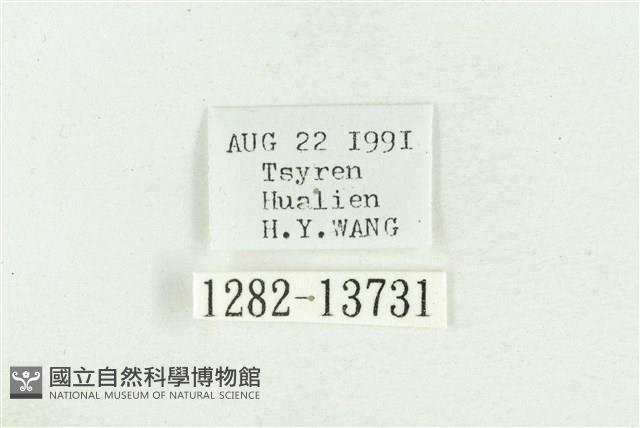 AUG 22 1991
Tsyren
Hualien
H.Y.WANG
1282-13731
國立自然科學博物館
NATIONAL MUSEUM OF NATURAL SCIENCE